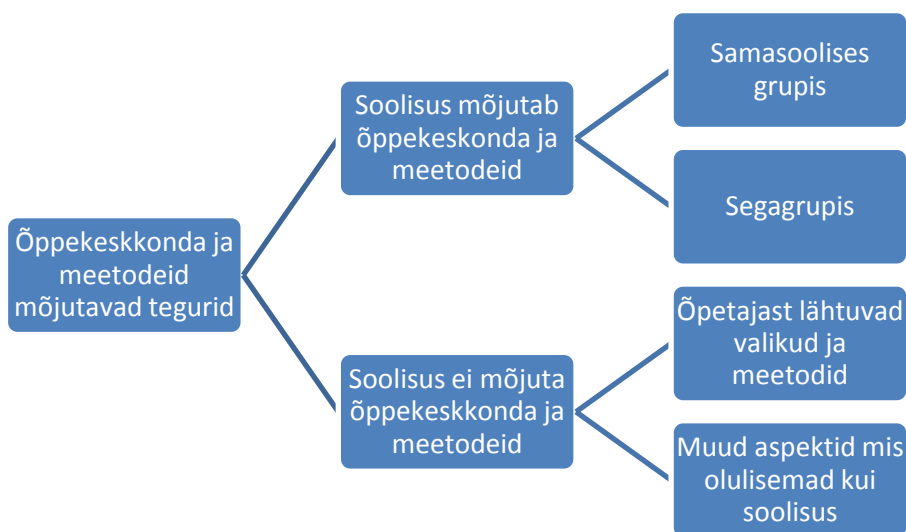 Õppekeskkonda ja
meetodeid
mõjutavad tegurid
Soolisus mõjutab
õppekeskonda ja
meetodeid
Samasoolises
grupis
Segagrupis
Soolisus ei mõjuta
õppekeskkonda ja
meetodeid
Õpetajast lähtuvad
valikud ja
meetodid
Muud aspektid mis
olulisemad kui
soolisus